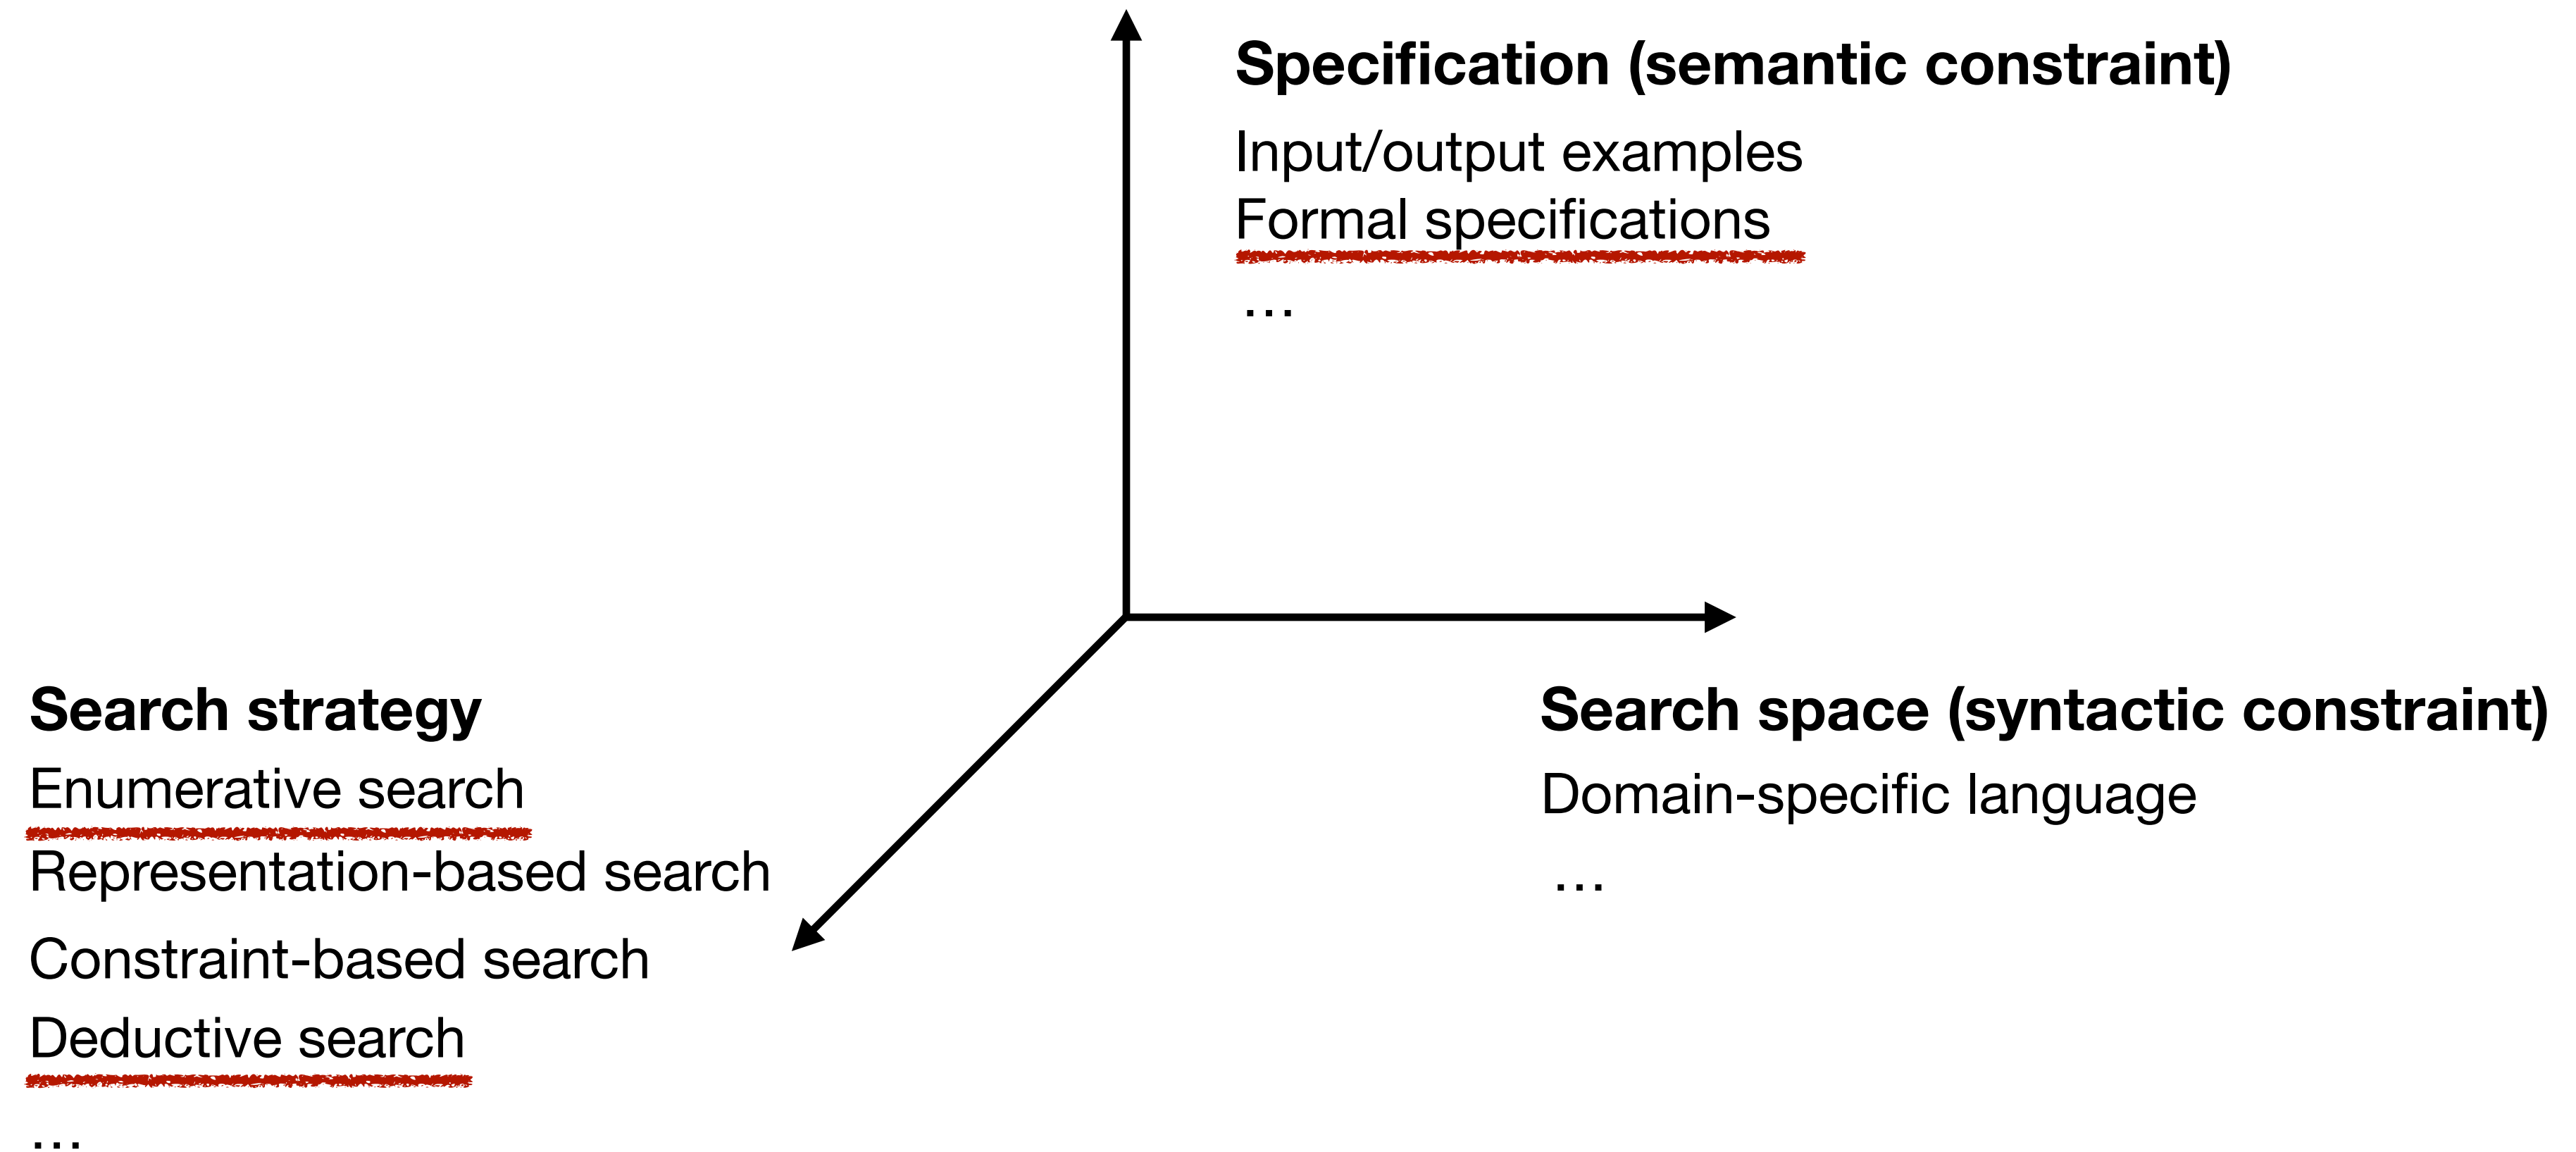 Specification (semantic constraint)
Input/output examples
Formal specifications
...
Search strategy
Enumerative search
Representation-based search
Constraint-based search
Deductive search
...
Search space (syntactic constraint)
Domain-specific language
...